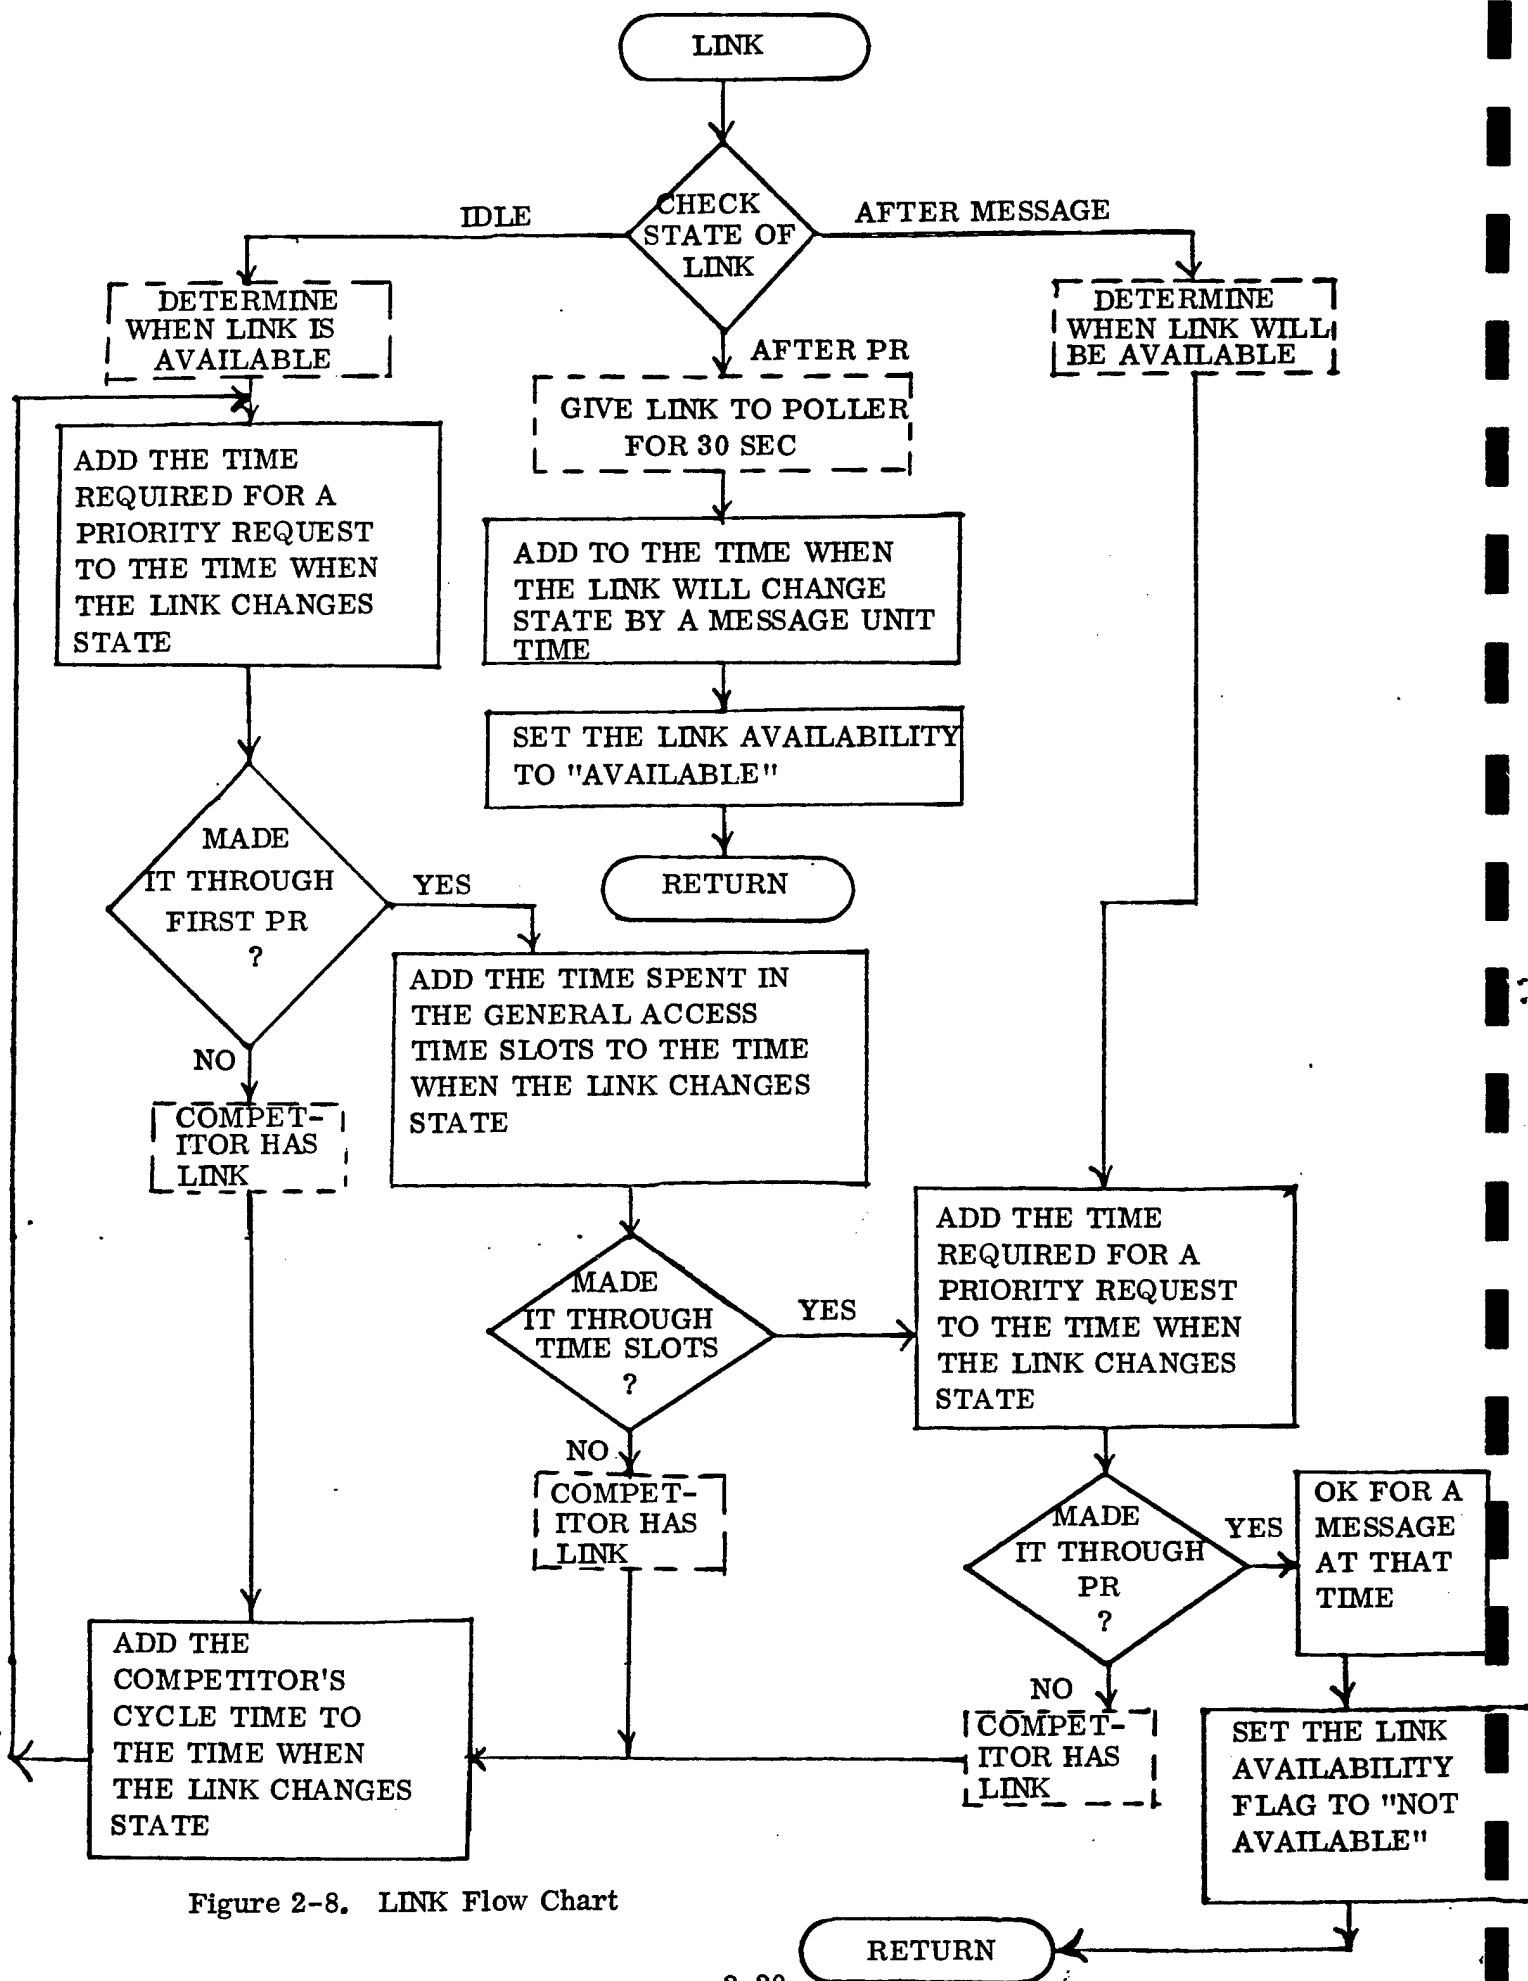 LINK
CHECK
STATE OF
LINK
IDLE
AFTER MESSAGE
AFTER PR
DETERMINE
WHEN LINK IS
AVAILABLE
GIVE LINK TO POLLER
FOR 30 SEC
DETERMINE
WHEN LINK WILL
BE AVAILABLE
ADD THE TIME
REQUIRED FOR A
PRIORITY REQUEST
TO THE TIME WHEN
THE LINK CHANGES
STATE
ADD TO THE TIME WHEN
THE LINK WILL CHANGE
STATE BY A MESSAGE UNIT
TIME
SET THE LINK AVAILABILITY
TO "AVAILABLE"
RETURN
MADE
IT THROUGH
FIRST PR
?
YES
NO
ADD THE TIME SPENT IN
THE GENERAL ACCESS
TIME SLOTS TO THE TIME
WHEN THE LINK CHANGES
STATE
COMPET-
ITOR HAS
LINK
MADE
IT THROUGH
TIME SLOTS
?
YES
NO
ADD THE TIME
REQUIRED FOR A
PRIORITY REQUEST
TO THE TIME WHEN
THE LINK CHANGES
STATE
COMPET-
ITOR HAS
LINK
MADE
IT THROUGH
PR
?
YES
NO
OK FOR A
MESSAGE
AT THAT
TIME
ADD THE
COMPETITOR'S
CYCLE TIME TO
THE TIME WHEN
THE LINK CHANGES
STATE
COMPET-
ITOR HAS
LINK
SET THE LINK
AVAILABILITY
FLAG TO "NOT
AVAILABLE"
Figure 2-8. LINK Flow Chart
RETURN